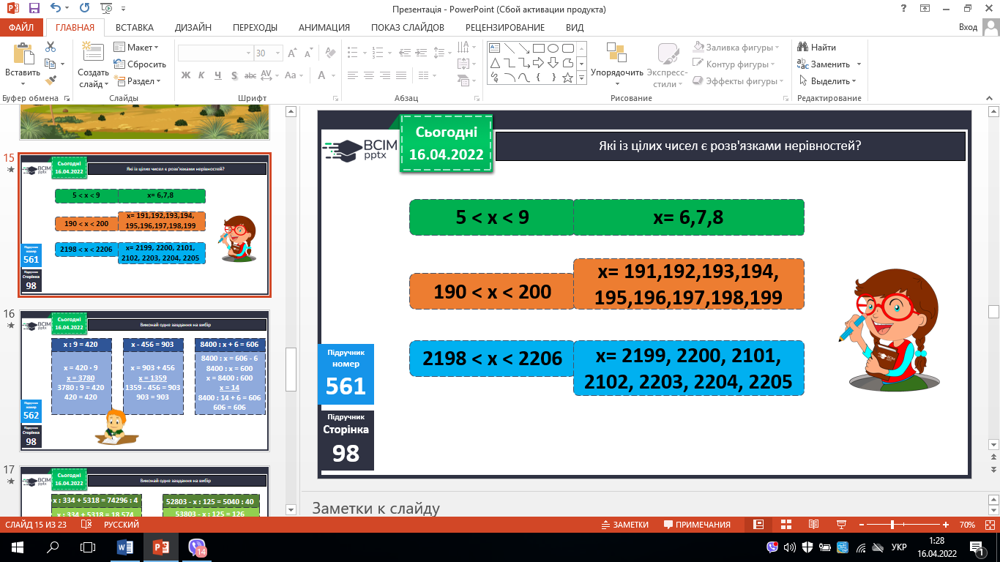 Презентація - PowerPoint (Сбой активации продукта)
ФАЙЛ ГЛАВНАЯ ВСТАВКА ДИЗАЙН ПЕРЕХОДЫ АНИМАЦИЯ ПОКАЗ СЛАЙДОВ РЕЦЕНЗИРОВАНИЕ ВИД Вход
Вставить
Буфер обмена
Создать слайд
Макет
Сбросить
Раздел
Слайды
30
Ж К Ч S abc AV Aa A
Шрифт
Абзац
Упорядочить
Экспресс-стили
Заливка фигуры
Контур фигуры
Эффекты фигуры
Рисование
Найти
Заменить
Выделить
Редактирование
15
ВСІМ pptx
Сьогодні
16.04.2022
Які із цілих чисел є розв'язками нерівностей?
5 < x < 9 x= 6,7,8
190 < x < 200
x= 191,192,193,194,
195,196,197,198,199
2198 < x < 2206
x= 2199, 2200, 2101,
2102, 2203, 2204, 2205
Підручник
номер
561
Підручник
Сторінка
98
16
ВСІМ pptx
Сьогодні
16.04.2022
Виконай одне завдання на вибір
x : 9 = 420
x = 420 · 9
x = 3780
3780 : 9 = 420
420 = 420
x - 456 = 903
x = 903 + 456
x = 1359
1359 - 456 = 903
903 = 903
8400 : x + 6 = 606
8400 : x = 606 - 6
8400 : x = 600
x = 8400 : 600
x = 14
8400 : 14 + 6 = 606
606 = 606
Підручник
номер
562
Підручник
Сторінка
98
17
ВСІМ pptx
Сьогодні
16.04.2022
Виконай одне завдання на вибір
x : 334 + 5318 = 74296 : 4
x : 334 + 5318 = 18 574
52803 - x : 125 = 5040 : 40
53803 - x : 125 = 126
ВСІМ
pptx
Сьогодні
16.04.2022
Які із цілих чисел є розв'язками нерівностей?
5 < x < 9 x= 6,7,8
190 < x < 200
x= 191,192,193,194,
195,196,197,198,199
2198 < x < 2206
x= 2199, 2200, 2101,
2102, 2203, 2204, 2205
Підручник
номер
561
Підручник
Сторінка
98
Заметки к слайду
СЛАЙД 15 ИЗ 23 РУССКИЙ ЗАМЕТКИ ПРИМЕЧАНИЯ 70%
14
УКР
1:28
16.04.2022
1